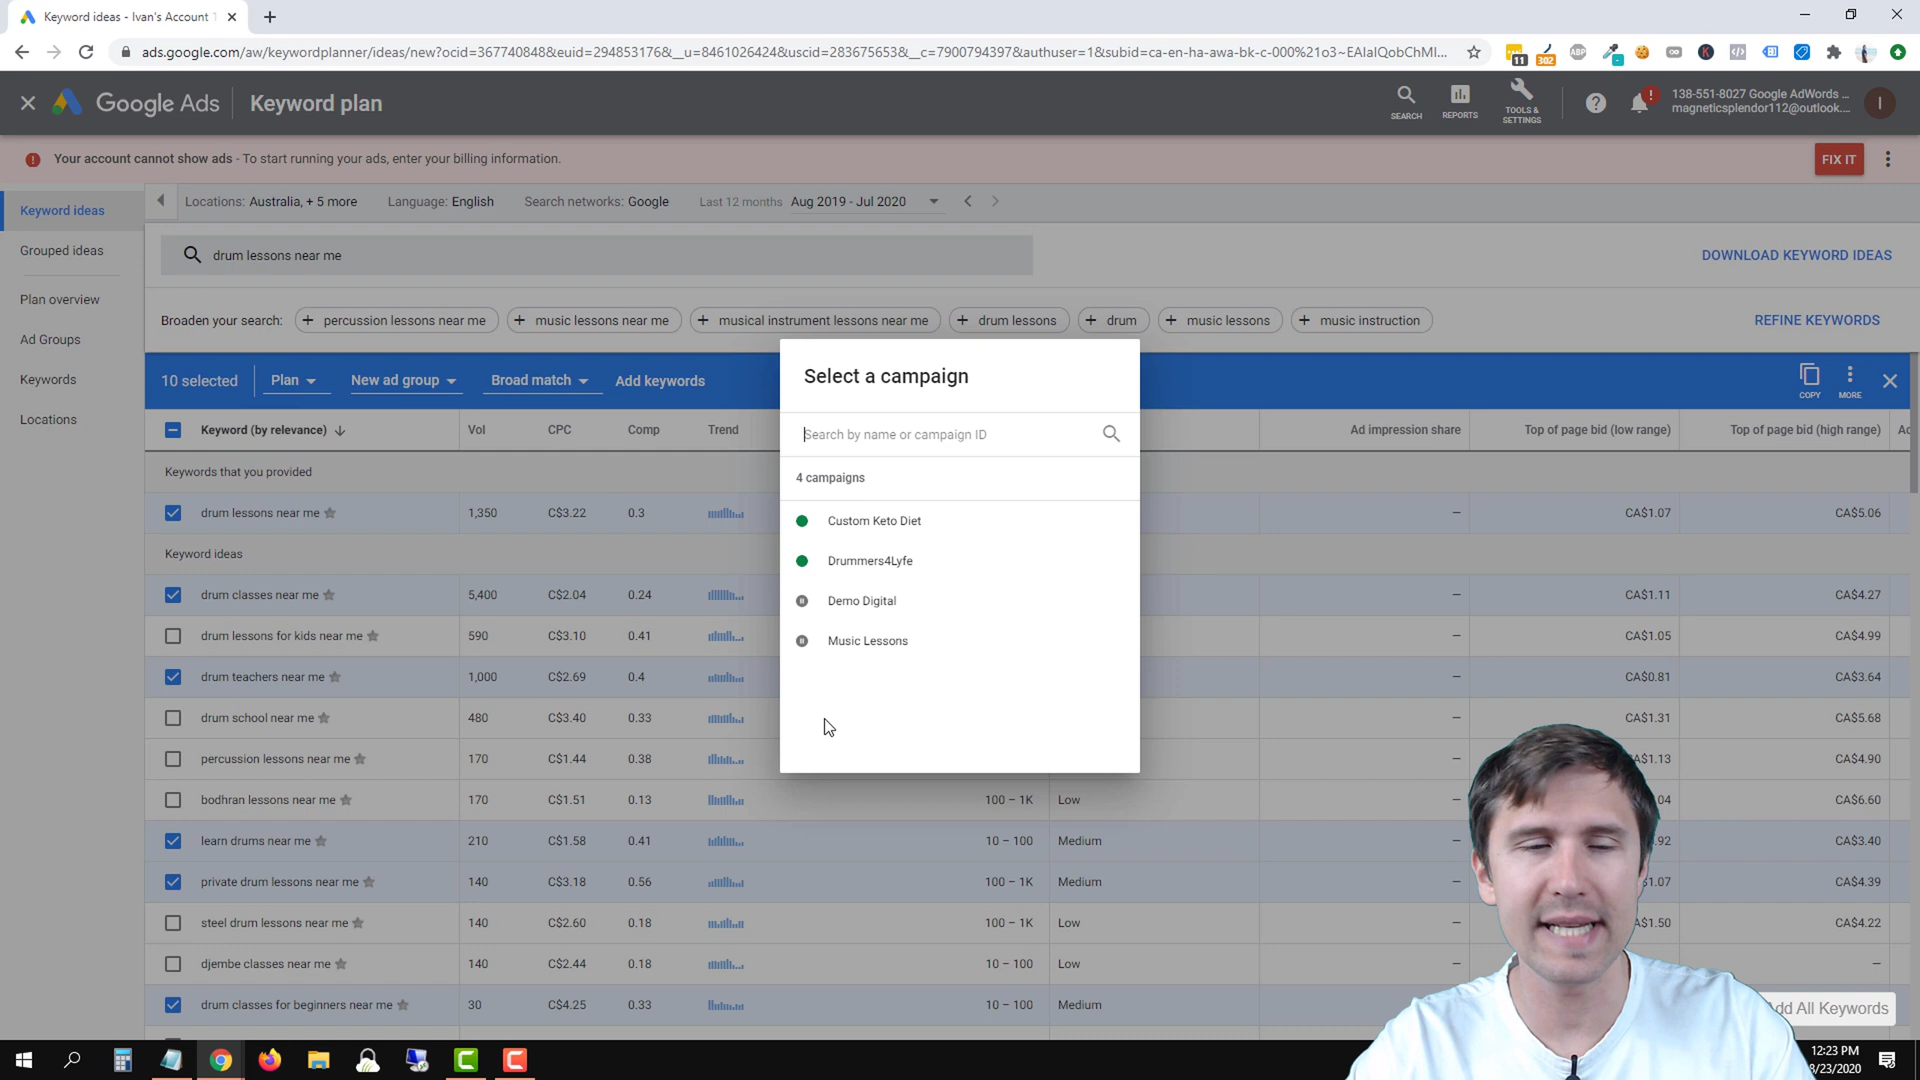 Keyword ideas - Ivan's Account 1
ads.google.com/aw/keywordplanner/ideas/new?ocid=367740848&euid=294853176&__u=8461026424&uscid=283675653&__c=7900794397&authuser=1&subid=ca-en-ha-awa-bk-c-000%21o3~EAIaIQobChMI...
11 302 ABP
Google Ads Keyword plan
SEARCH REPORTS TOOLS & SETTINGS
138-551-8027 Google AdWords ...
magneticsplendor112@outlook....
I
Your account cannot show ads - To start running your ads, enter your billing information.
FIX IT
Keyword ideas
Grouped ideas
Plan overview
Ad Groups
Keywords
Locations
Locations: Australia, + 5 more Language: English Search networks: Google Last 12 months Aug 2019 - Jul 2020
drum lessons near me
DOWNLOAD KEYWORD IDEAS
Broaden your search: + percussion lessons near me + music lessons near me + musical instrument lessons near me + drum lessons + drum + music lessons + music instruction
REFINE KEYWORDS
10 selected Plan New ad group Broad match Add keywords
COPY MORE
Keyword (by relevance) Vol CPC Comp Trend Ad impression share Top of page bid (low range) Top of page bid (high range) Ac
Keywords that you provided
drum lessons near me 1,350 C$3.22 0.3 – CA$1.07 CA$5.06
Keyword ideas
drum classes near me 5,400 C$2.04 0.24 – CA$1.11 CA$4.27
drum lessons for kids near me 590 C$3.10 0.41 – CA$1.05 CA$4.99
drum teachers near me 1,000 C$2.69 0.4 – CA$0.81 CA$3.64
drum school near me 480 C$3.40 0.33 – CA$1.31 CA$5.68
percussion lessons near me 170 C$1.44 0.38 – A$1.13 CA$4.90
bodhran lessons near me 170 C$1.51 0.13 100 – 1K Low – .04 CA$6.60
learn drums near me 210 C$1.58 0.41 10 – 100 Medium – .92 CA$3.40
private drum lessons near me 140 C$3.18 0.56 100 – 1K Medium – $1.07 CA$4.39
steel drum lessons near me 140 C$2.60 0.18 100 – 1K Low – A$1.50 CA$4.22
djembe classes near me 140 C$2.44 0.18 10 – 100 Low – –
drum classes for beginners near me 30 C$4.25 0.33 10 – 100 Medium –
Select a campaign
Search by name or campaign ID
4 campaigns
Custom Keto Diet
Drummers4Lyfe
Demo Digital
Music Lessons
dd All Keywords
12:23 PM
8/23/2020